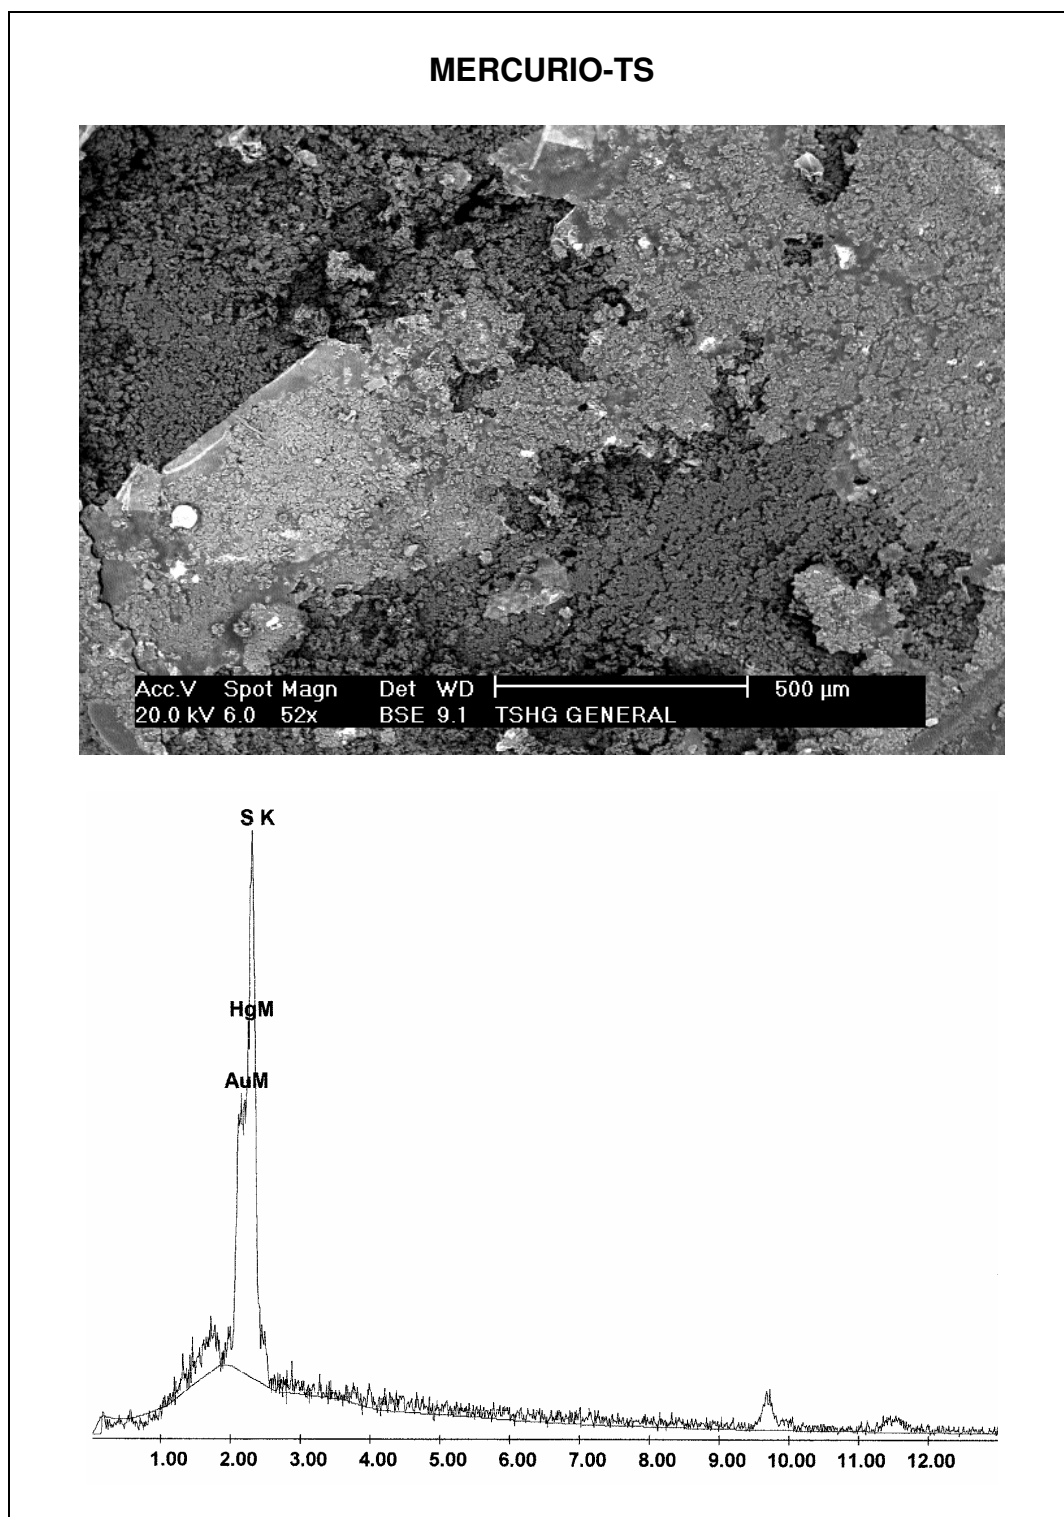 MERCURIO-TS
Acc.V Spot Magn Det WD 500 µm
20.0 kV 6.0 52x BSE 9.1 TSHG GENERAL
S K
HgM
AuM
1.00 2.00 3.00 4.00 5.00 6.00 7.00 8.00 9.00 10.00 11.00 12.00